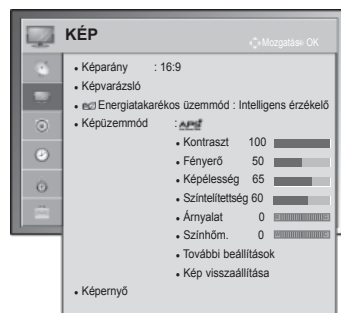 KÉP
Mozgatás OK
• Képarány : 16:9
• Képvarázsló
• Energiatakarékos üzemmód : Intelligens érzékelő
• Képüzemmód : APS
• Kontraszt 100
• Fényerő 50
• Képélesség 65
• Színtelítettség 60
• Árnyalat 0
• Színhőm. 0
• További beállítások
• Kép visszaállítása
• Képernyő